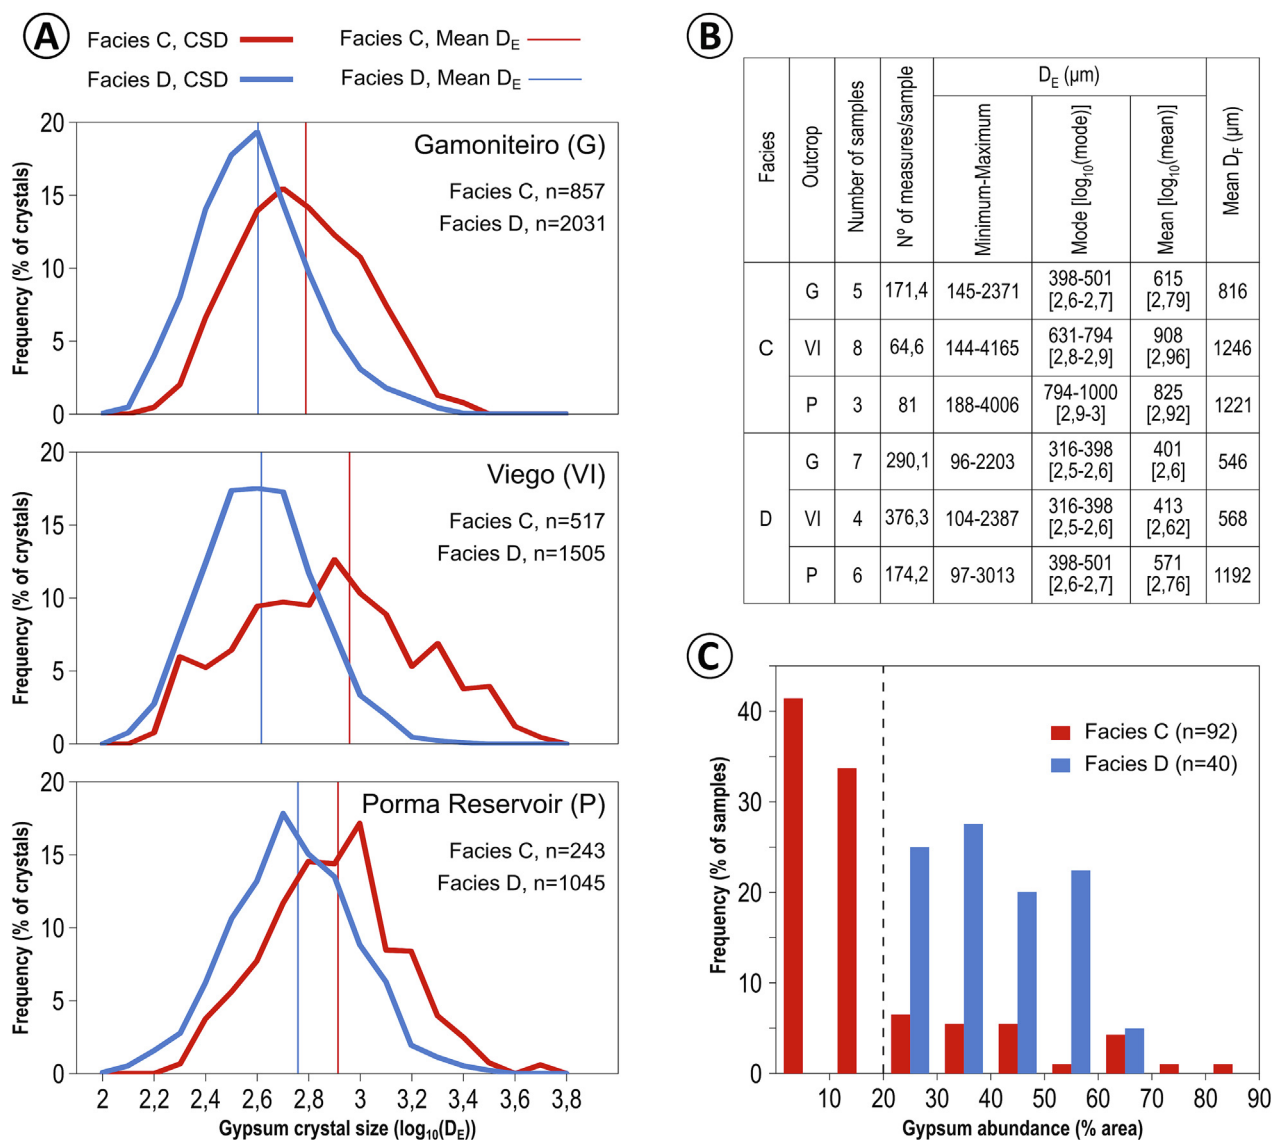 A
Facies C, CSD
Facies C, Mean DE
Facies D, CSD
Facies D, Mean DE
Gamoniteiro (G)
Facies C, n=857
Facies D, n=2031
Frequency (% of crystals)
20
15
10
5
0
Viego (VI)
Facies C, n=517
Facies D, n=1505
Frequency (% of crystals)
20
15
10
5
0
Porma Reservoir (P)
Facies C, n=243
Facies D, n=1045
Frequency (% of crystals)
20
15
10
5
0
2 2,2 2,4 2,6 2,8 3 3,2 3,4 3,6 3,8
Gypsum crystal size (log10(DE))
B
Facies
Outcrop
Number of samples
Nº of measures/sample
DE (µm)
Minimum-Maximum
Mode [log10(mode)]
Mean [log10(mean)]
Mean DF (µm)
C
G 5 171,4 145-2371 398-501 [2,6-2,7] 615 [2,79] 816
VI 8 64,6 144-4165 631-794 [2,8-2,9] 908 [2,96] 1246
P 3 81 188-4006 794-1000 [2,9-3] 825 [2,92] 1221
D
G 7 290,1 96-2203 316-398 [2,5-2,6] 401 [2,6] 546
VI 4 376,3 104-2387 316-398 [2,5-2,6] 413 [2,62] 568
P 6 174,2 97-3013 398-501 [2,6-2,7] 571 [2,76] 1192
C
Facies C (n=92)
Facies D (n=40)
Frequency (% of samples)
40
30
20
10
0
10 20 30 40 50 60 70 80 90
Gypsum abundance (% area)